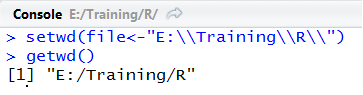 Console E:/Training/R/
> setwd(file<-"E:\\Training\\R\\")
> getwd()
[1] "E:/Training/R"